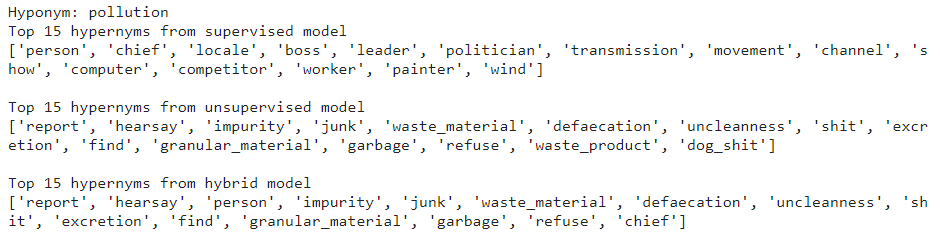 Hyponym: pollution
Top 15 hypernyms from supervised model
['person', 'chief', 'locale', 'boss', 'leader', 'politician', 'transmission', 'movement', 'channel', 's
how', 'computer', 'competitor', 'worker', 'painter', 'wind']
Top 15 hypernyms from unsupervised model
['report', 'hearsay', 'impurity', 'junk', 'waste_material', 'defaecation', 'uncleanness', 'shit', 'excr
etion', 'find', 'granular_material', 'garbage', 'refuse', 'waste_product', 'dog_shit']
Top 15 hypernyms from hybrid model
['report', 'hearsay', 'person', 'impurity', 'junk', 'waste_material', 'defaecation', 'uncleanness', 'sh
it', 'excretion', 'find', 'granular_material', 'garbage', 'refuse', 'chief']